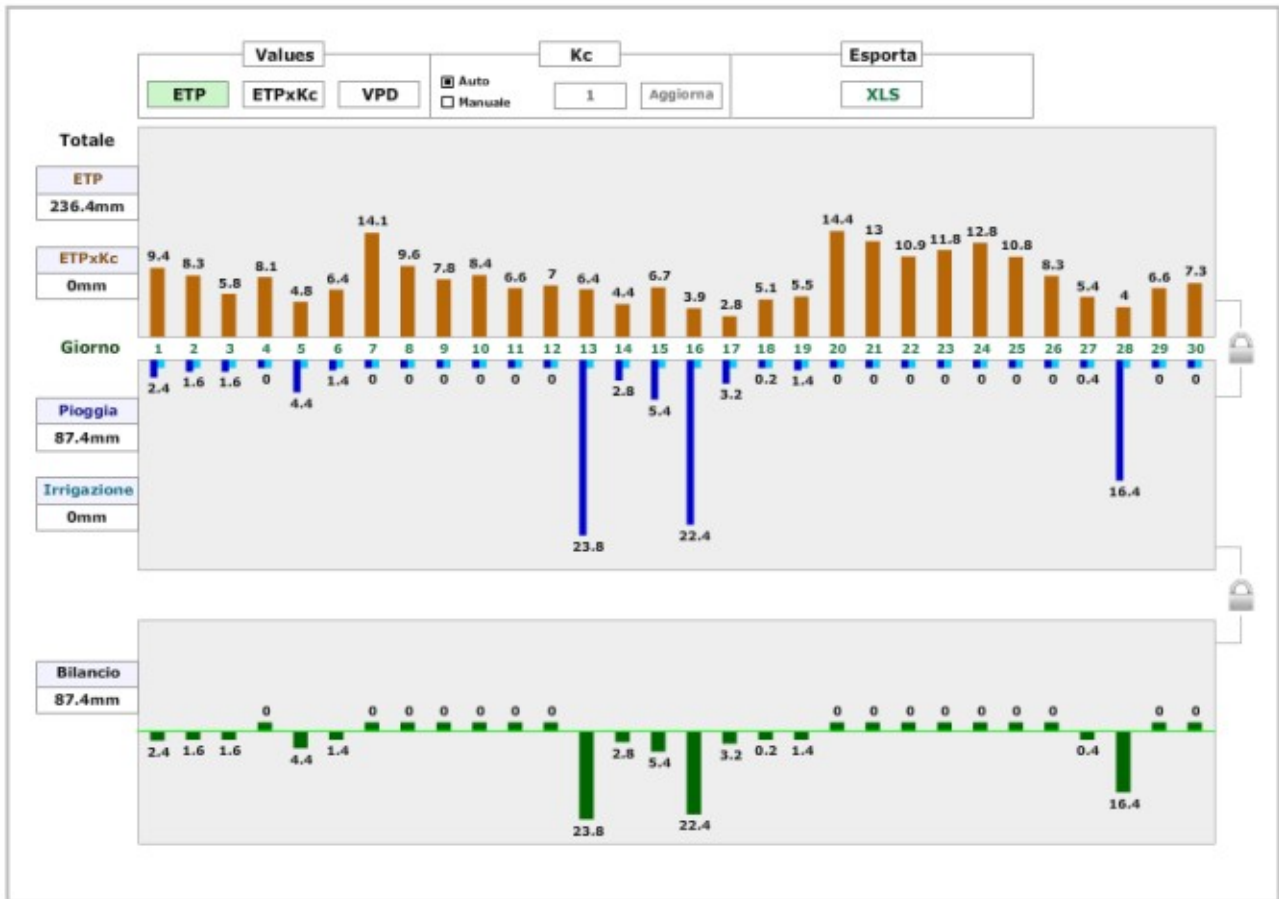 Values Kc Esporta
ETP ETPxKc VPD Auto Manuale 1 Aggiorna XLS
Totale
ETP
236.4mm
ETPxKc
0mm
9.4 8.3 5.8 8.1 4.8 6.4 14.1 9.6 7.8 8.4 6.6 7 6.4 4.4 6.7 3.9 2.8 5.1 5.5 14.4 13 10.9 11.8 12.8 10.8 8.3 5.4 4 6.6 7.3
Giorno 1 2 3 4 5 6 7 8 9 10 11 12 13 14 15 16 17 18 19 20 21 22 23 24 25 26 27 28 29 30
2.4 1.6 1.6 0 4.4 1.4 0 0 0 0 0 0 23.8 2.8 5.4 22.4 3.2 0.2 1.4 0 0 0 0 0 0 0 0.4 16.4 0 0
Pioggia
87.4mm
Irrigazione
0mm
Bilancio
87.4mm
2.4 1.6 1.6 0 4.4 1.4 0 0 0 0 0 0 23.8 2.8 5.4 22.4 3.2 0.2 1.4 0 0 0 0 0 0 0 0.4 16.4 0 0